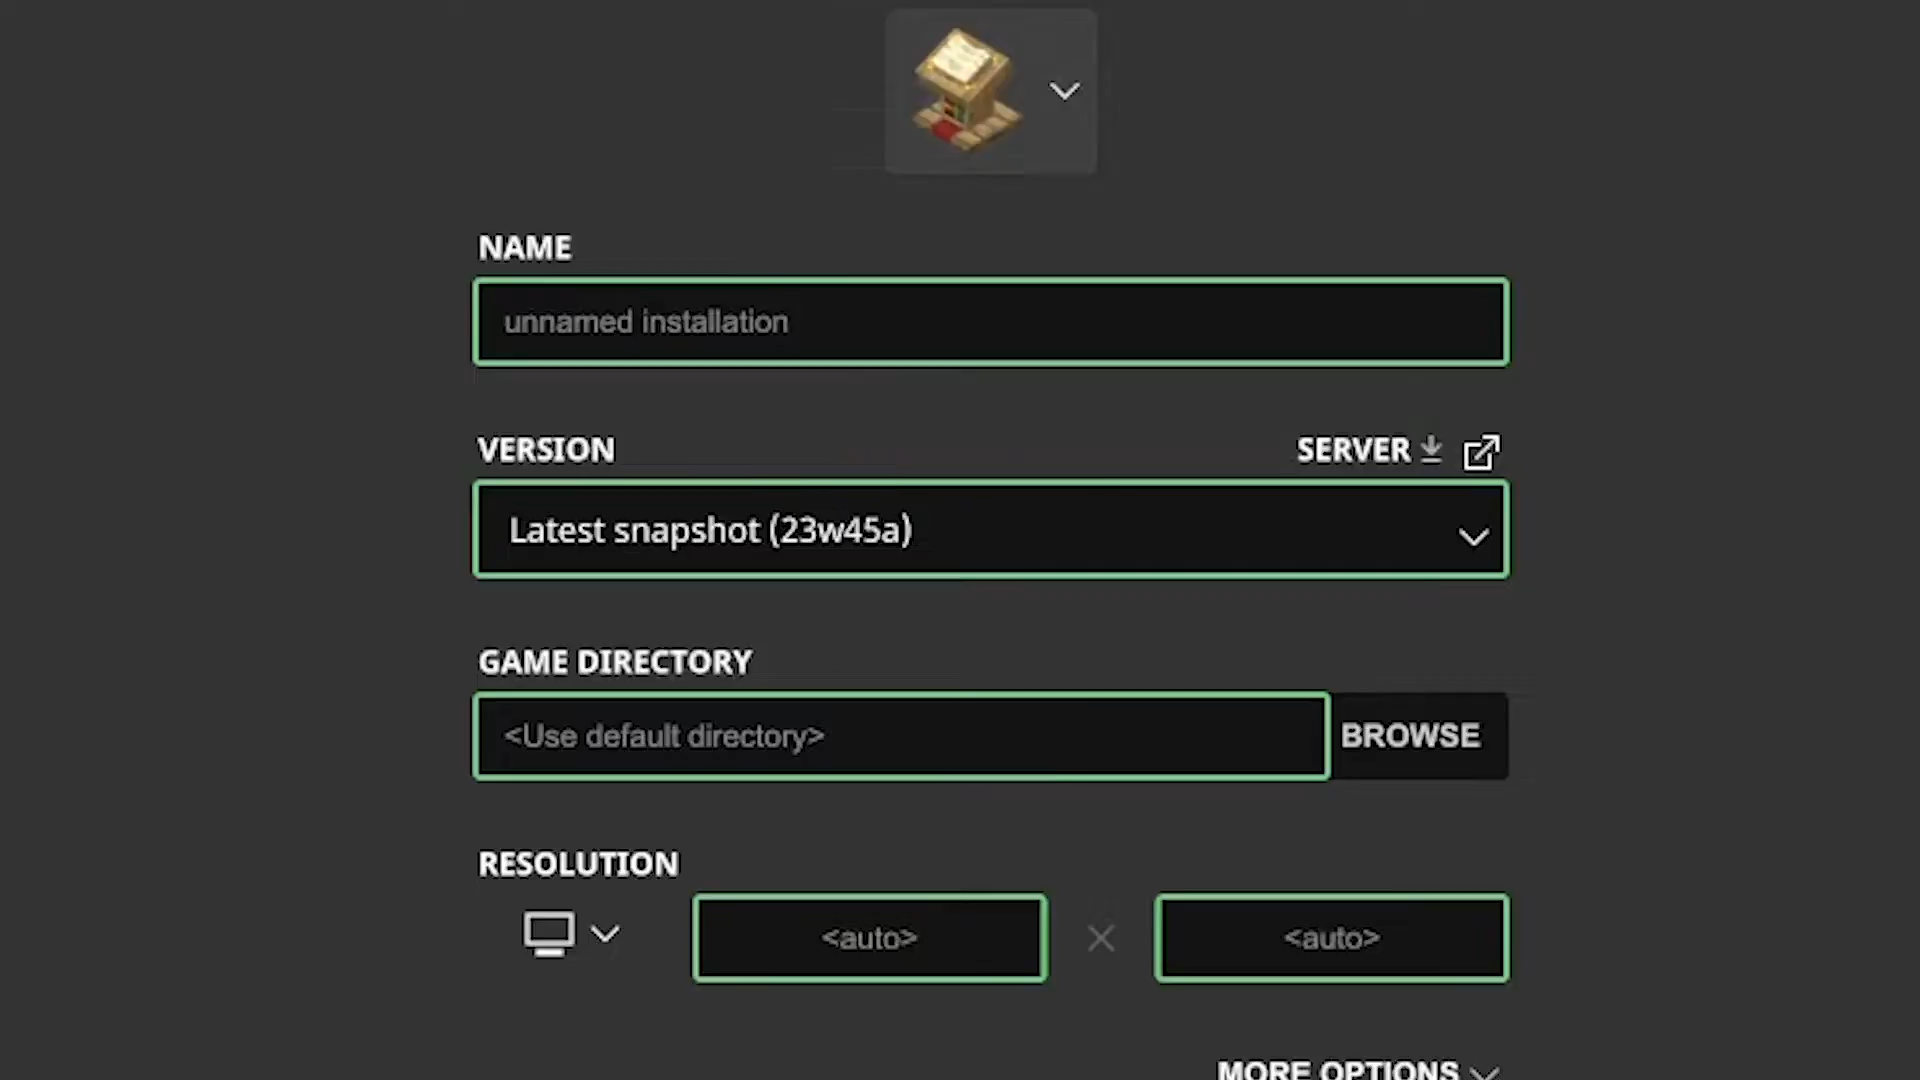 NAME
unnamed installation
VERSION
SERVER
Latest snapshot (23w45a)
GAME DIRECTORY
<Use default directory>
BROWSE
RESOLUTION
<auto>
<auto>
MORE OPTIONS